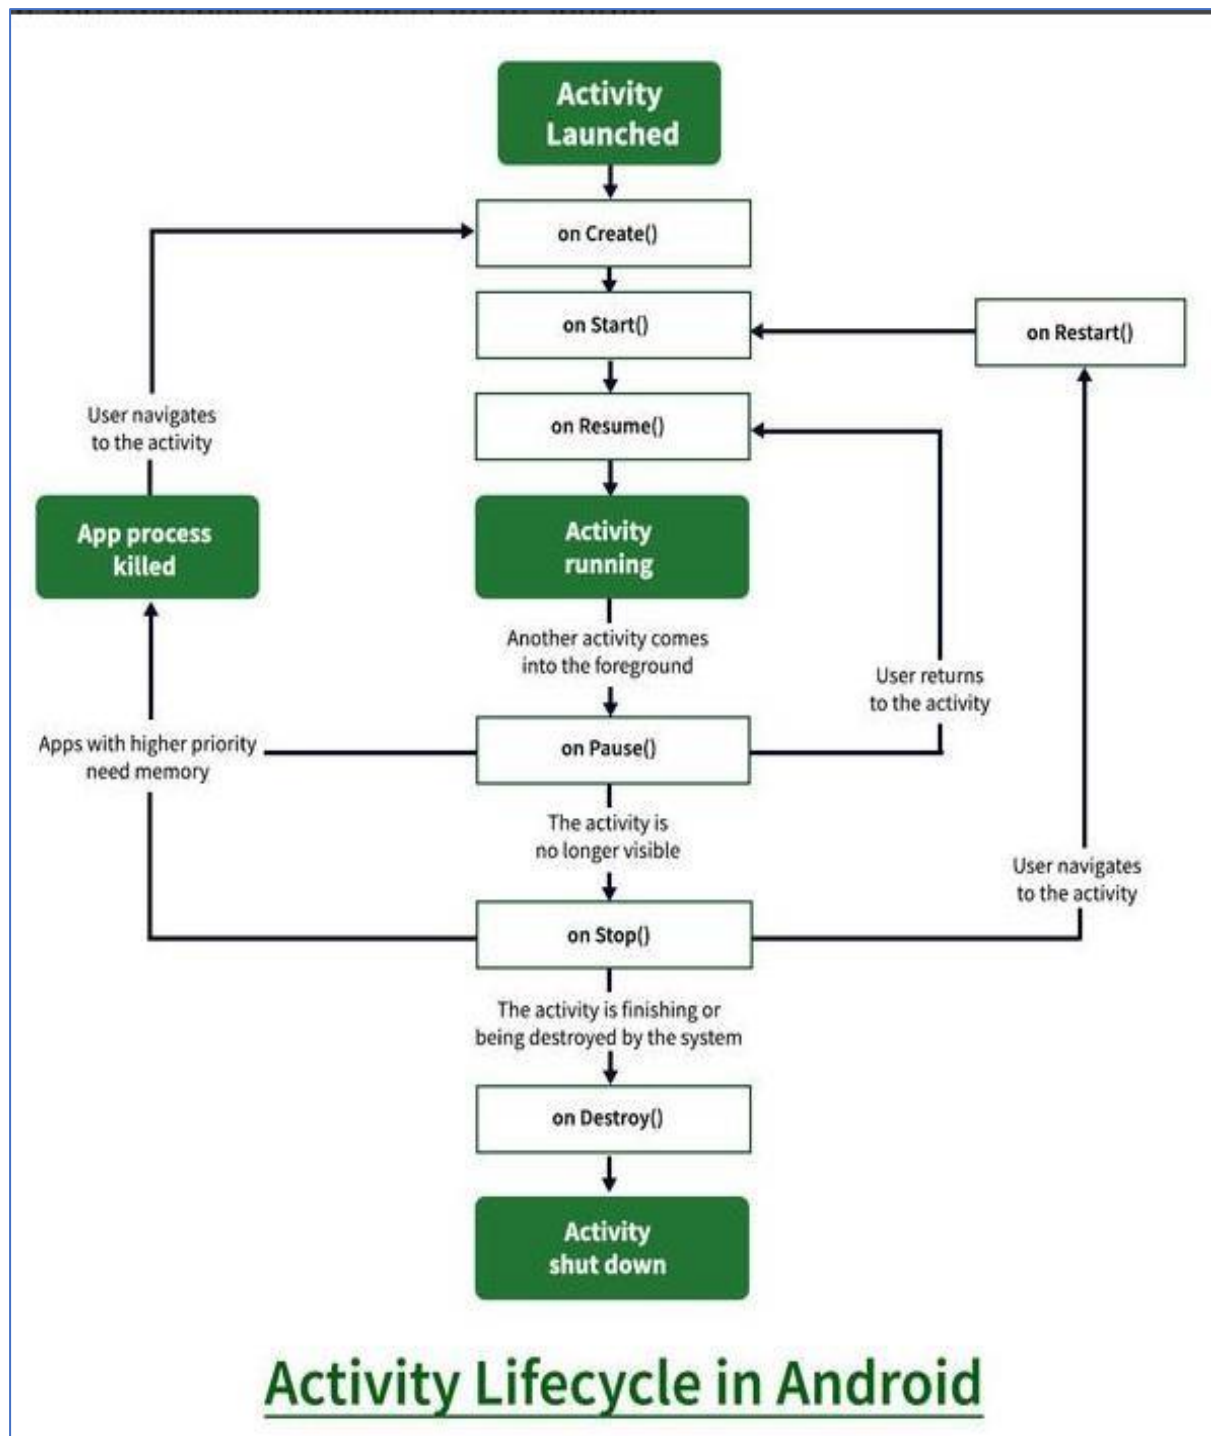 Activity
Launched
on Create()
on Start()
on Restart()
on Resume()
User navigates
to the activity
App process
killed
Activity
running
Another activity comes
into the foreground
User returns
to the activity
on Pause()
Apps with higher priority
need memory
The activity is
no longer visible
User navigates
to the activity
on Stop()
The activity is finishing or
being destroyed by the system
on Destroy()
Activity
shut down
Activity Lifecycle in Android